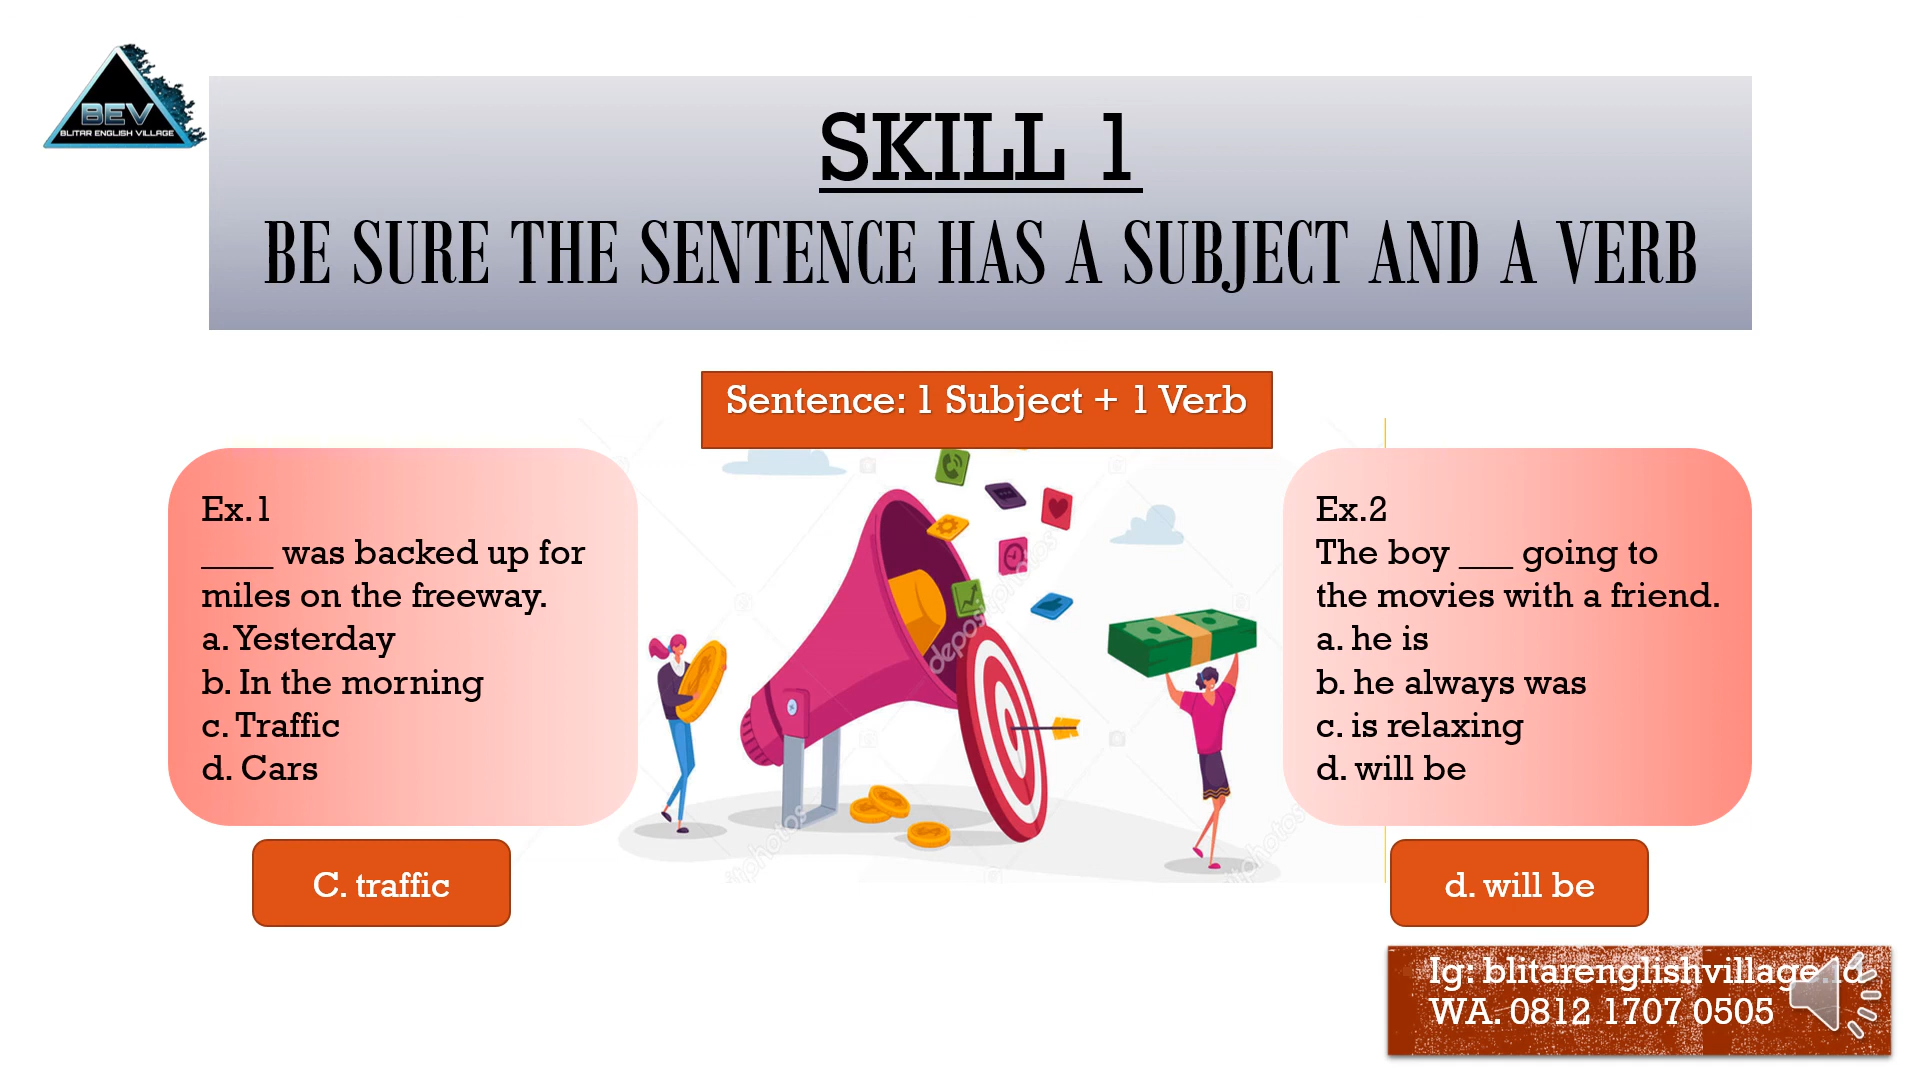 BEV
BLITAR ENGLISH VILLAGE
SKILL 1
BE SURE THE SENTENCE HAS A SUBJECT AND A VERB
Sentence: 1 Subject + 1 Verb
Ex.1
____ was backed up for
miles on the freeway.
a. Yesterday
b. In the morning
c. Traffic
d. Cars
C. traffic
depositphotos
Ex.2
The boy ___ going to
the movies with a friend.
a. he is
b. he always was
c. is relaxing
d. will be
d. will be
Ig: blitarenglishvillage.id
WA. 0812 1707 0505